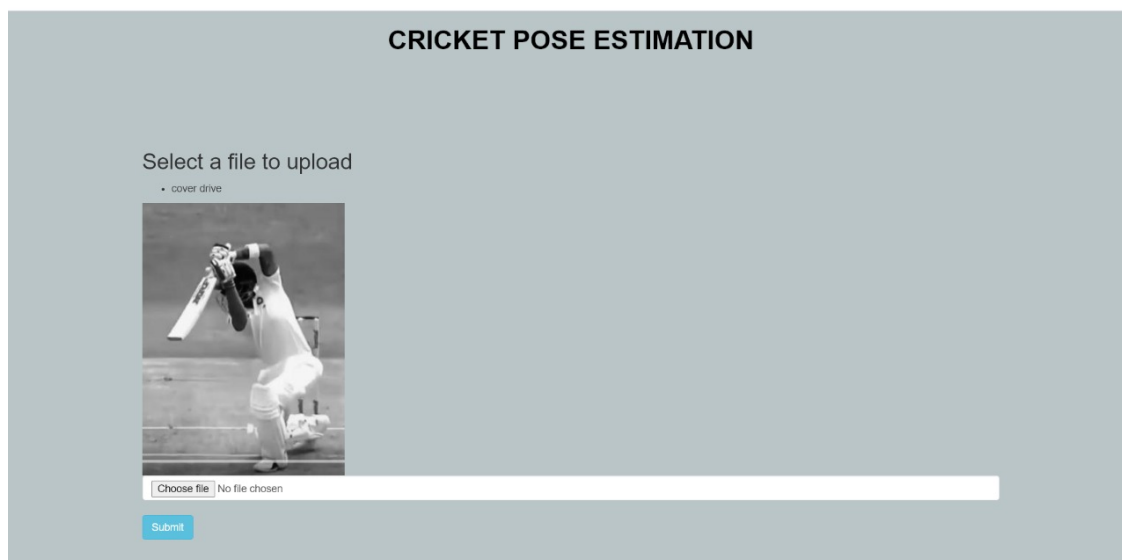 CRICKET POSE ESTIMATION
Select a file to upload
cover drive
Choose file No file chosen
Submit